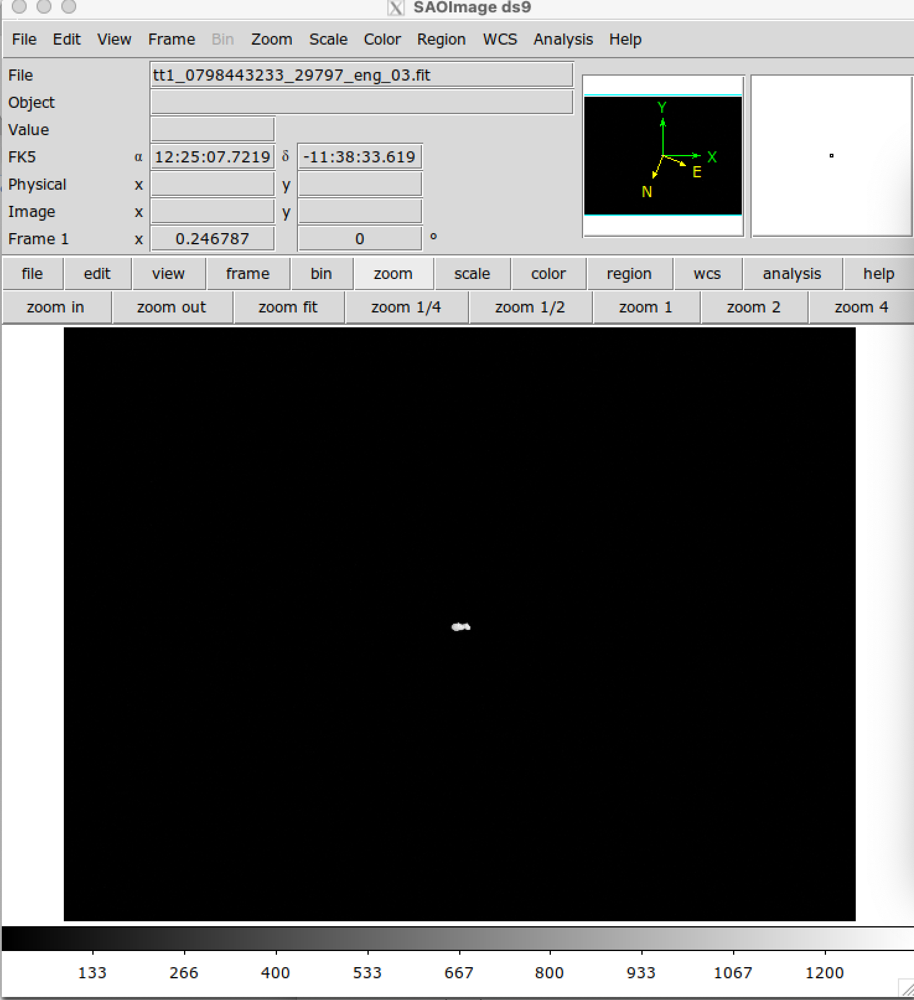 SAOImage ds9
File Edit View Frame Bin Zoom Scale Color Region WCS Analysis Help
File tt1_0798443233_29797_eng_03.fit
Object
Value
FK5 α 12:25:07.7219 δ -11:38:33.619
Physical x y
Image x y
Frame 1 x 0.246787 0 °
Y
X
E
N
file edit view frame bin zoom scale color region wcs analysis help
zoom in zoom out zoom fit zoom 1/4 zoom 1/2 zoom 1 zoom 2 zoom 4
133 266 400 533 667 800 933 1067 1200